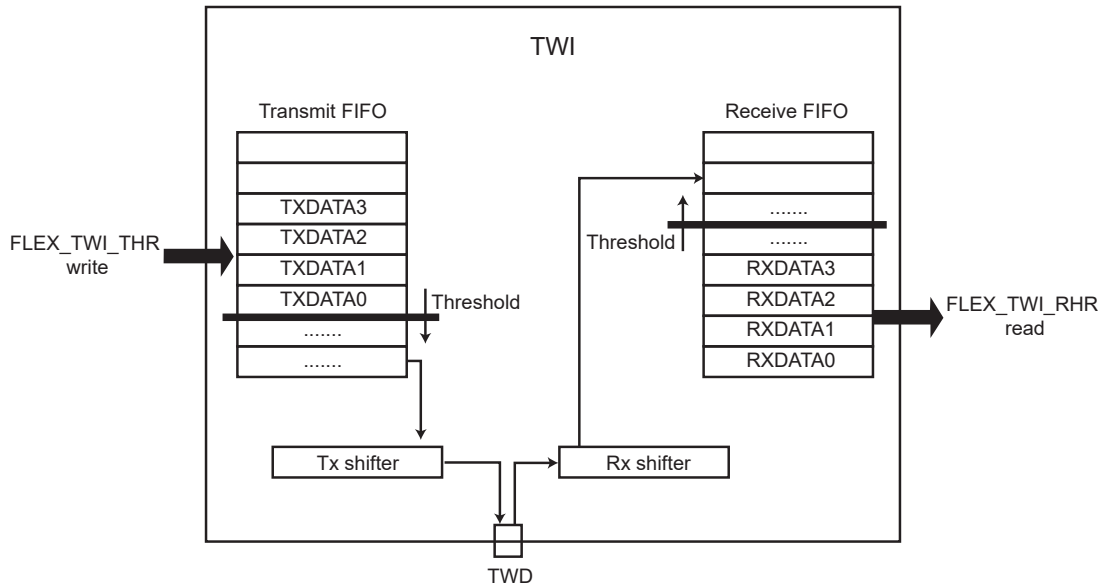 TWI
Transmit FIFO
TXDATA3
TXDATA2
TXDATA1
TXDATA0
.......
.......
Threshold
FLEX_TWI_THR
write
Receive FIFO
.......
.......
RXDATA3
RXDATA2
RXDATA1
RXDATA0
Threshold
FLEX_TWI_RHR
read
Tx shifter
Rx shifter
TWD